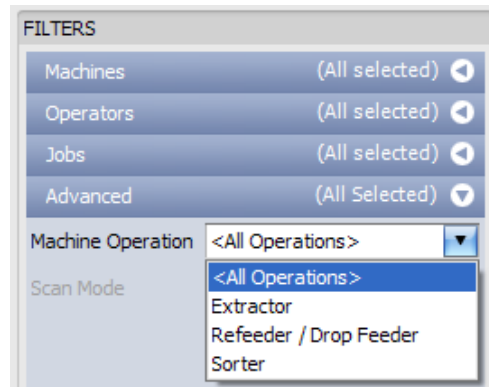 FILTERS
Machines (All selected)
Operators (All selected)
Jobs (All selected)
Advanced (All Selected)
Machine Operation <All Operations>
<All Operations>
Scan Mode
Extractor
Refeeder / Drop Feeder
Sorter